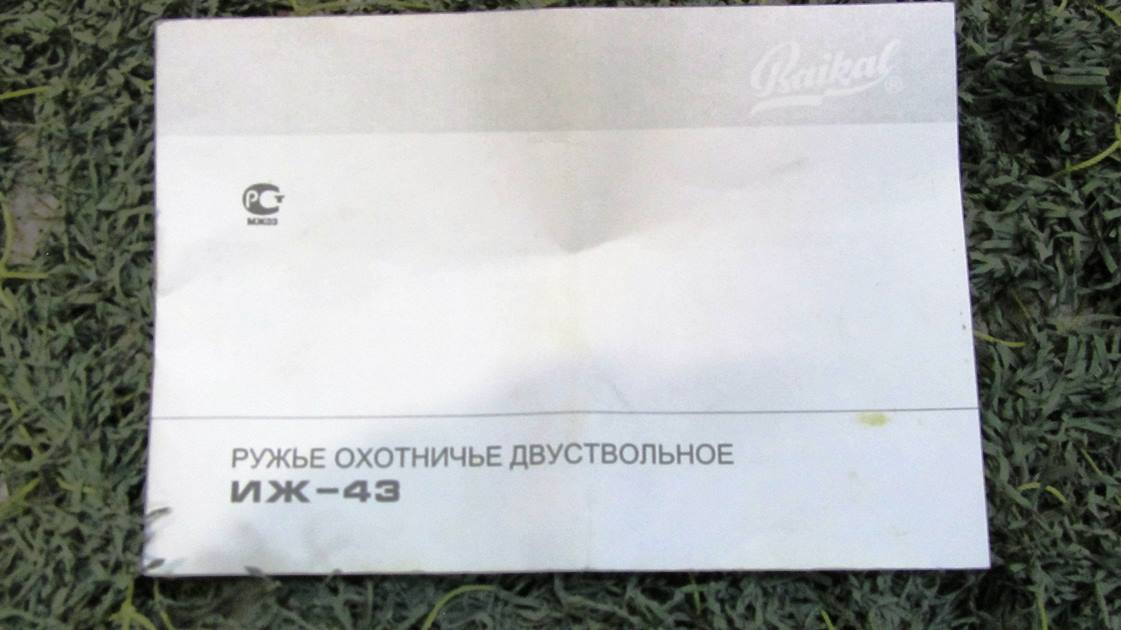 Baikal®
РСТ
МЖ03
РУЖЬЕ ОХОТНИЧЬЕ ДВУСТВОЛЬНОЕ
ИЖ-43